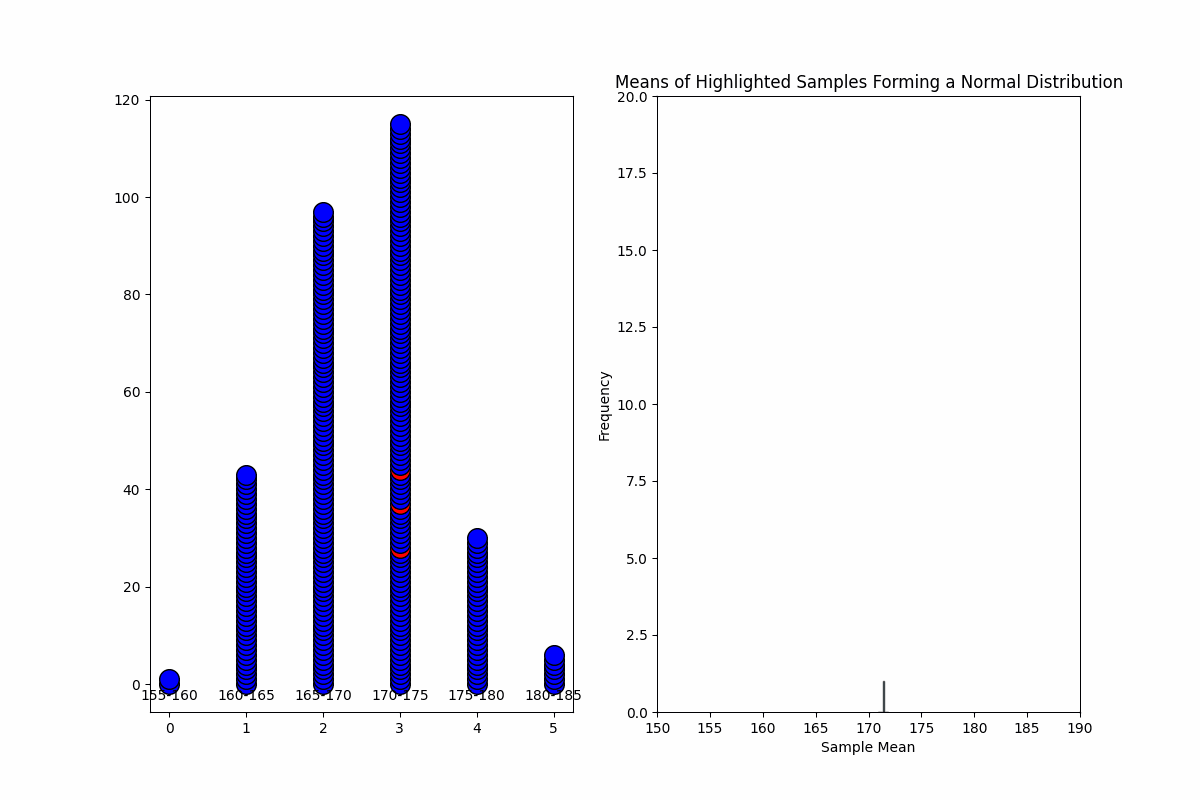 Means of Highlighted Samples Forming a Normal Distribution
120
100
80
60
40
20
0
155-160 160-165 165-170 170-175 175-180 180-185
0 1 2 3 4 5
20.0
17.5
15.0
12.5
10.0
7.5
5.0
2.5
0.0
Frequency
150 155 160 165 170 175 180 185 190
Sample Mean